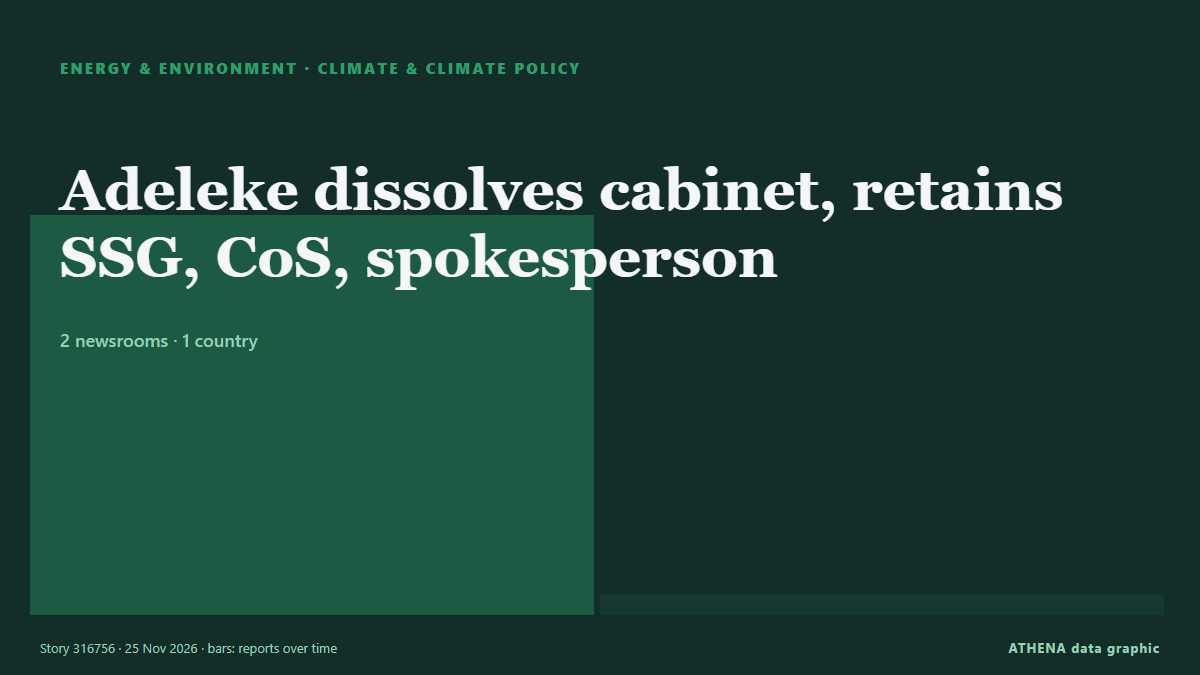 ENERGY & ENVIRONMENT · CLIMATE & CLIMATE POLICY
Adeleke dissolves cabinet, retains
SSG, CoS, spokesperson
2 newsrooms · 1 country
Story 316756 · 25 Nov 2026 · bars: reports over time
ATHENA data graphic